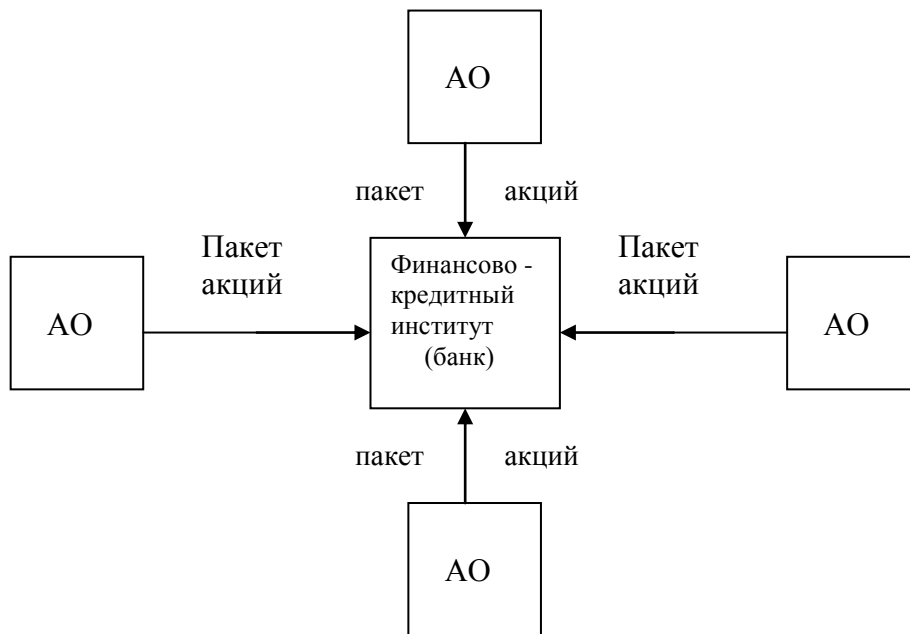 АО
пакет акций
Пакет
акций
Пакет
акций
АО
Финансово -
кредитный
институт
(банк)
АО
пакет акций
АО